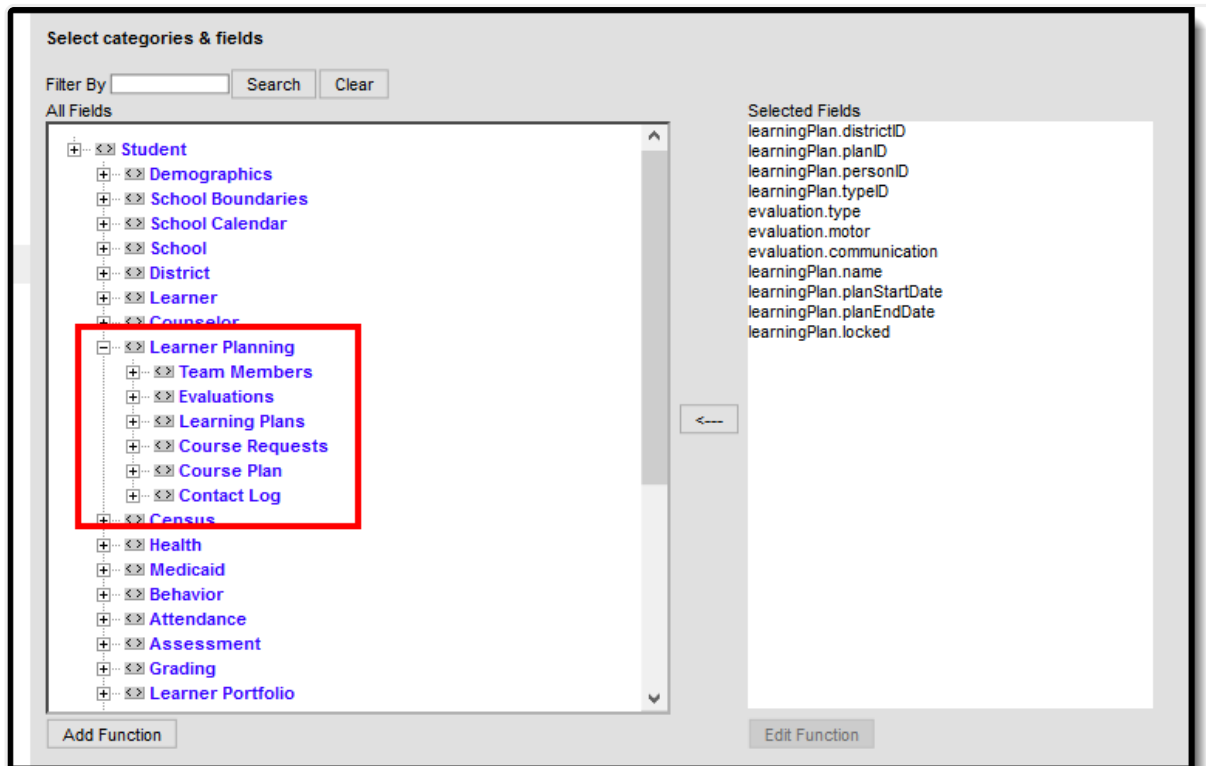 Select categories & fields
Filter By Search Clear
All Fields
Student
Demographics
School Boundaries
School Calendar
School
District
Learner
Counselor
Learner Planning
Team Members
Evaluations
Learning Plans
Course Requests
Course Plan
Contact Log
Census
Health
Medicaid
Behavior
Attendance
Assessment
Grading
Learner Portfolio
Add Function
<---
Selected Fields
learningPlan.districtID
learningPlan.planID
learningPlan.personID
learningPlan.typeID
evaluation.type
evaluation.motor
evaluation.communication
learningPlan.name
learningPlan.planStartDate
learningPlan.planEndDate
learningPlan.locked
Edit Function